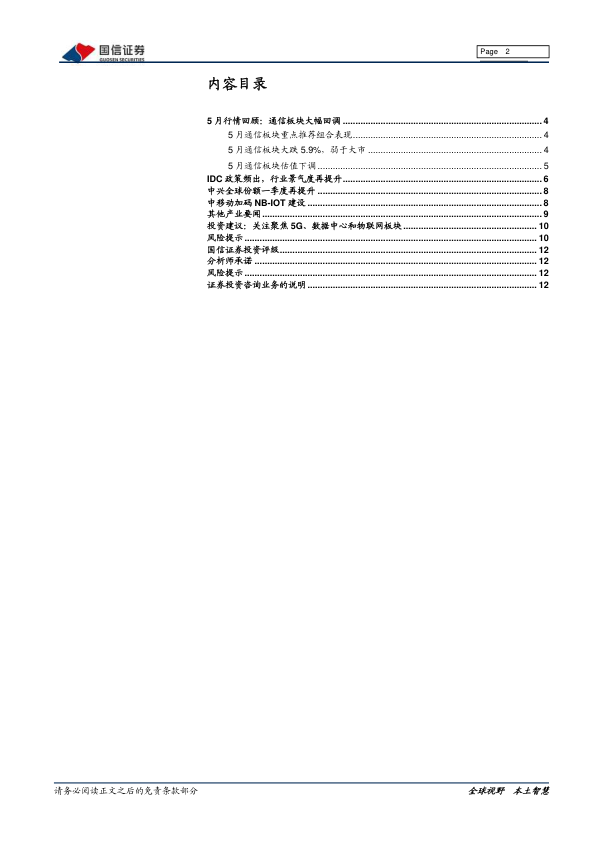 国信证券
GUOSEN SECURITIES
Page 2
内容目录
5 月行情回顾：通信板块大幅回调 4
5 月通信板块重点推荐组合表现 4
5 月通信板块大跌 5.9%、弱于大市 4
5 月通信板块估值下调 5
IDC 政策频出，行业景气度再提升 6
中兴全球份额一季度再提升 8
中移动加码 NB-IOT 建设 8
其他产业要闻 9
投资建议：关注聚焦 5G、数据中心和物联网板块 10
风险提示 10
国信证券投资评级 12
分析师承诺 12
风险提示 12
证券投资咨询业务的说明 12
请务必阅读正文之后的免责条款部分
全球视野 本土智慧